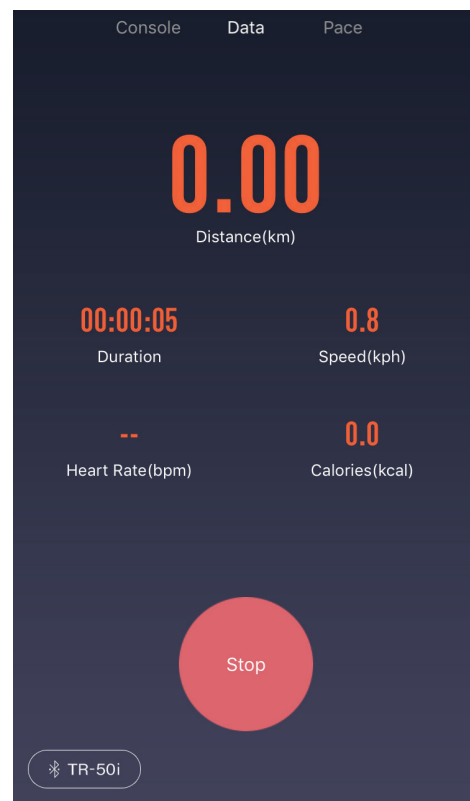 Console Data Pace
0.00
Distance(km)
00:00:05 0.8
Duration Speed(kph)
-- 0.0
Heart Rate(bpm) Calories(kcal)
Stop
TR-50i